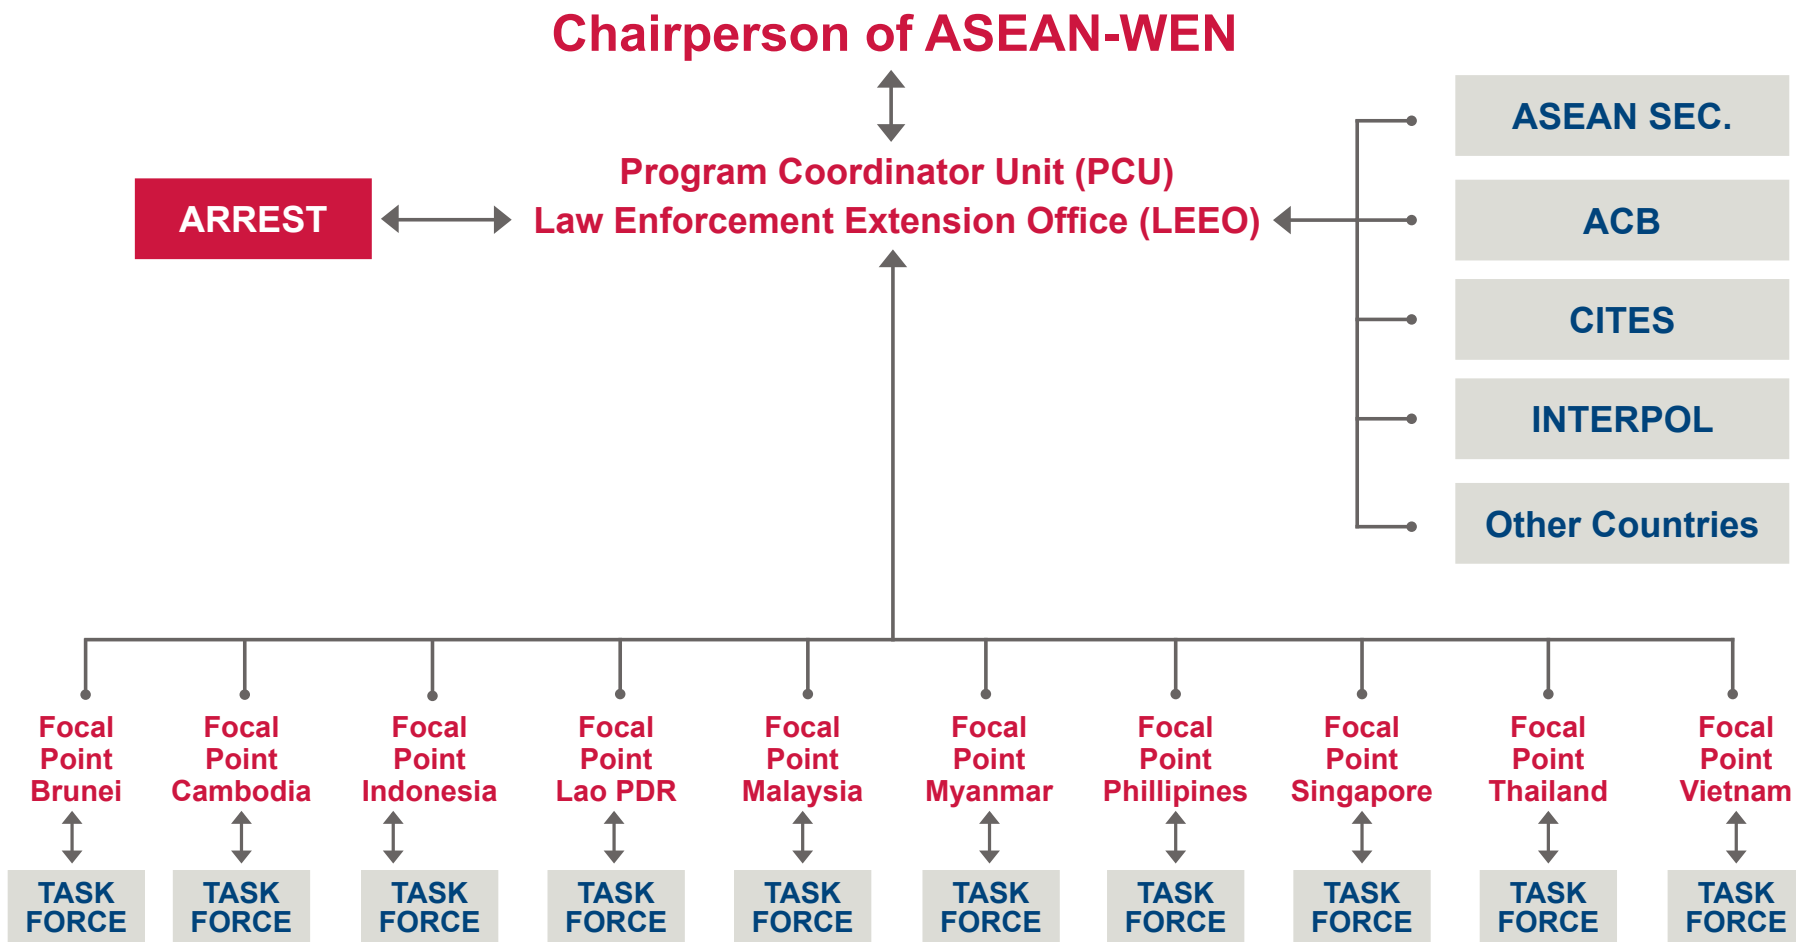 Chairperson of ASEAN-WEN
Program Coordinator Unit (PCU)
Law Enforcement Extension Office (LEEO)
ARREST
ASEAN SEC.
ACB
CITES
INTERPOL
Other Countries
Focal
Point
Brunei
Focal
Point
Cambodia
Focal
Point
Indonesia
Focal
Point
Lao PDR
Focal
Point
Malaysia
Focal
Point
Myanmar
Focal
Point
Phillipines
Focal
Point
Singapore
Focal
Point
Thailand
Focal
Point
Vietnam
TASK
FORCE
TASK
FORCE
TASK
FORCE
TASK
FORCE
TASK
FORCE
TASK
FORCE
TASK
FORCE
TASK
FORCE
TASK
FORCE
TASK
FORCE